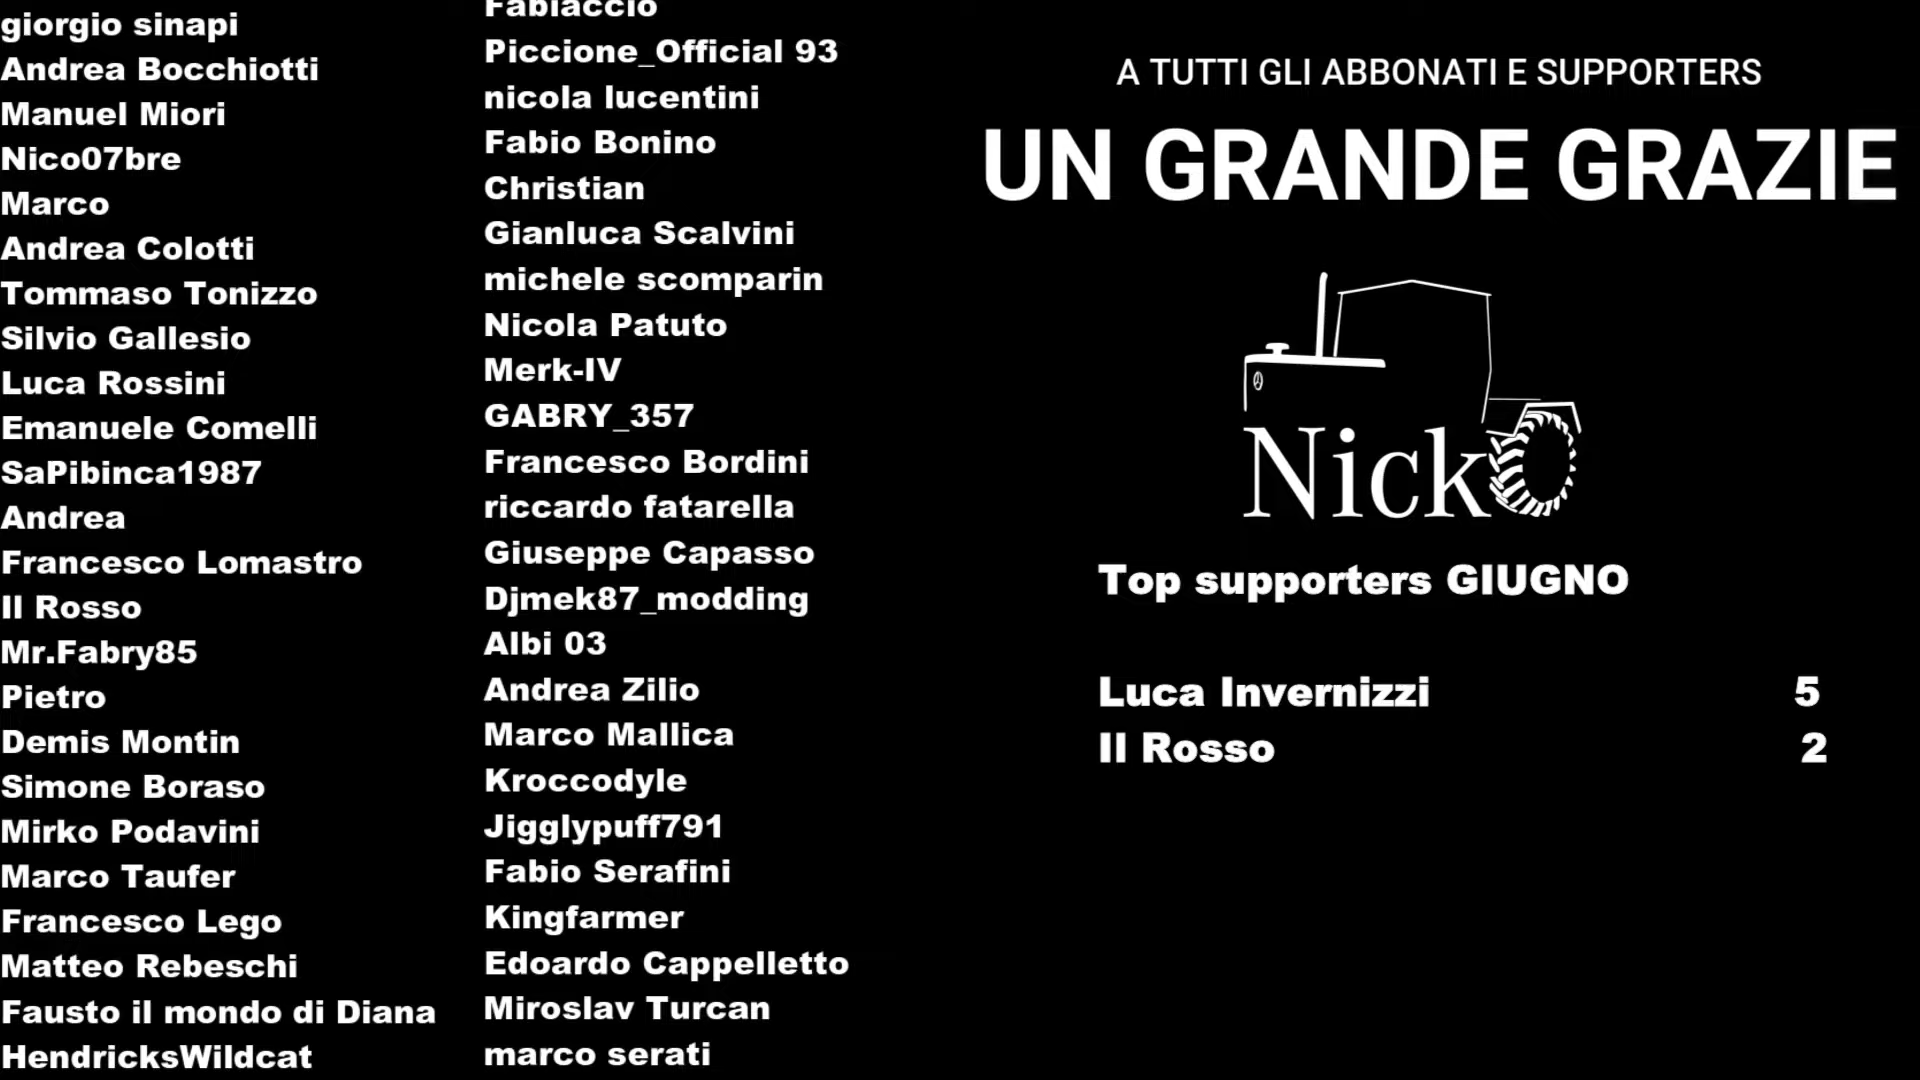 giorgio sinapi
Andrea Bocchiotti
Manuel Miori
Nico07bre
Marco
Andrea Colotti
Tommaso Tonizzo
Silvio Gallesio
Luca Rossini
Emanuele Comelli
SaPibinca1987
Andrea
Francesco Lomastro
Il Rosso
Mr.Fabry85
Pietro
Demis Montin
Simone Boraso
Mirko Podavini
Marco Taufer
Francesco Lego
Matteo Rebeschi
Fausto il mondo di Diana
HendricksWildcat
Fabiaccio
Piccione_Official 93
nicola lucentini
Fabio Bonino
Christian
Gianluca Scalvini
michele scomparin
Nicola Patuto
Merk-IV
GABRY_357
Francesco Bordini
riccardo fatarella
Giuseppe Capasso
Djmek87_modding
Albi 03
Andrea Zilio
Marco Mallica
Kroccodyle
Jigglypuff791
Fabio Serafini
Kingfarmer
Edoardo Cappelletto
Miroslav Turcan
marco serati
A TUTTI GLI ABBONATI E SUPPORTERS
UN GRANDE GRAZIE
Nicko
Top supporters GIUGNO
Luca Invernizzi 5
Il Rosso 2